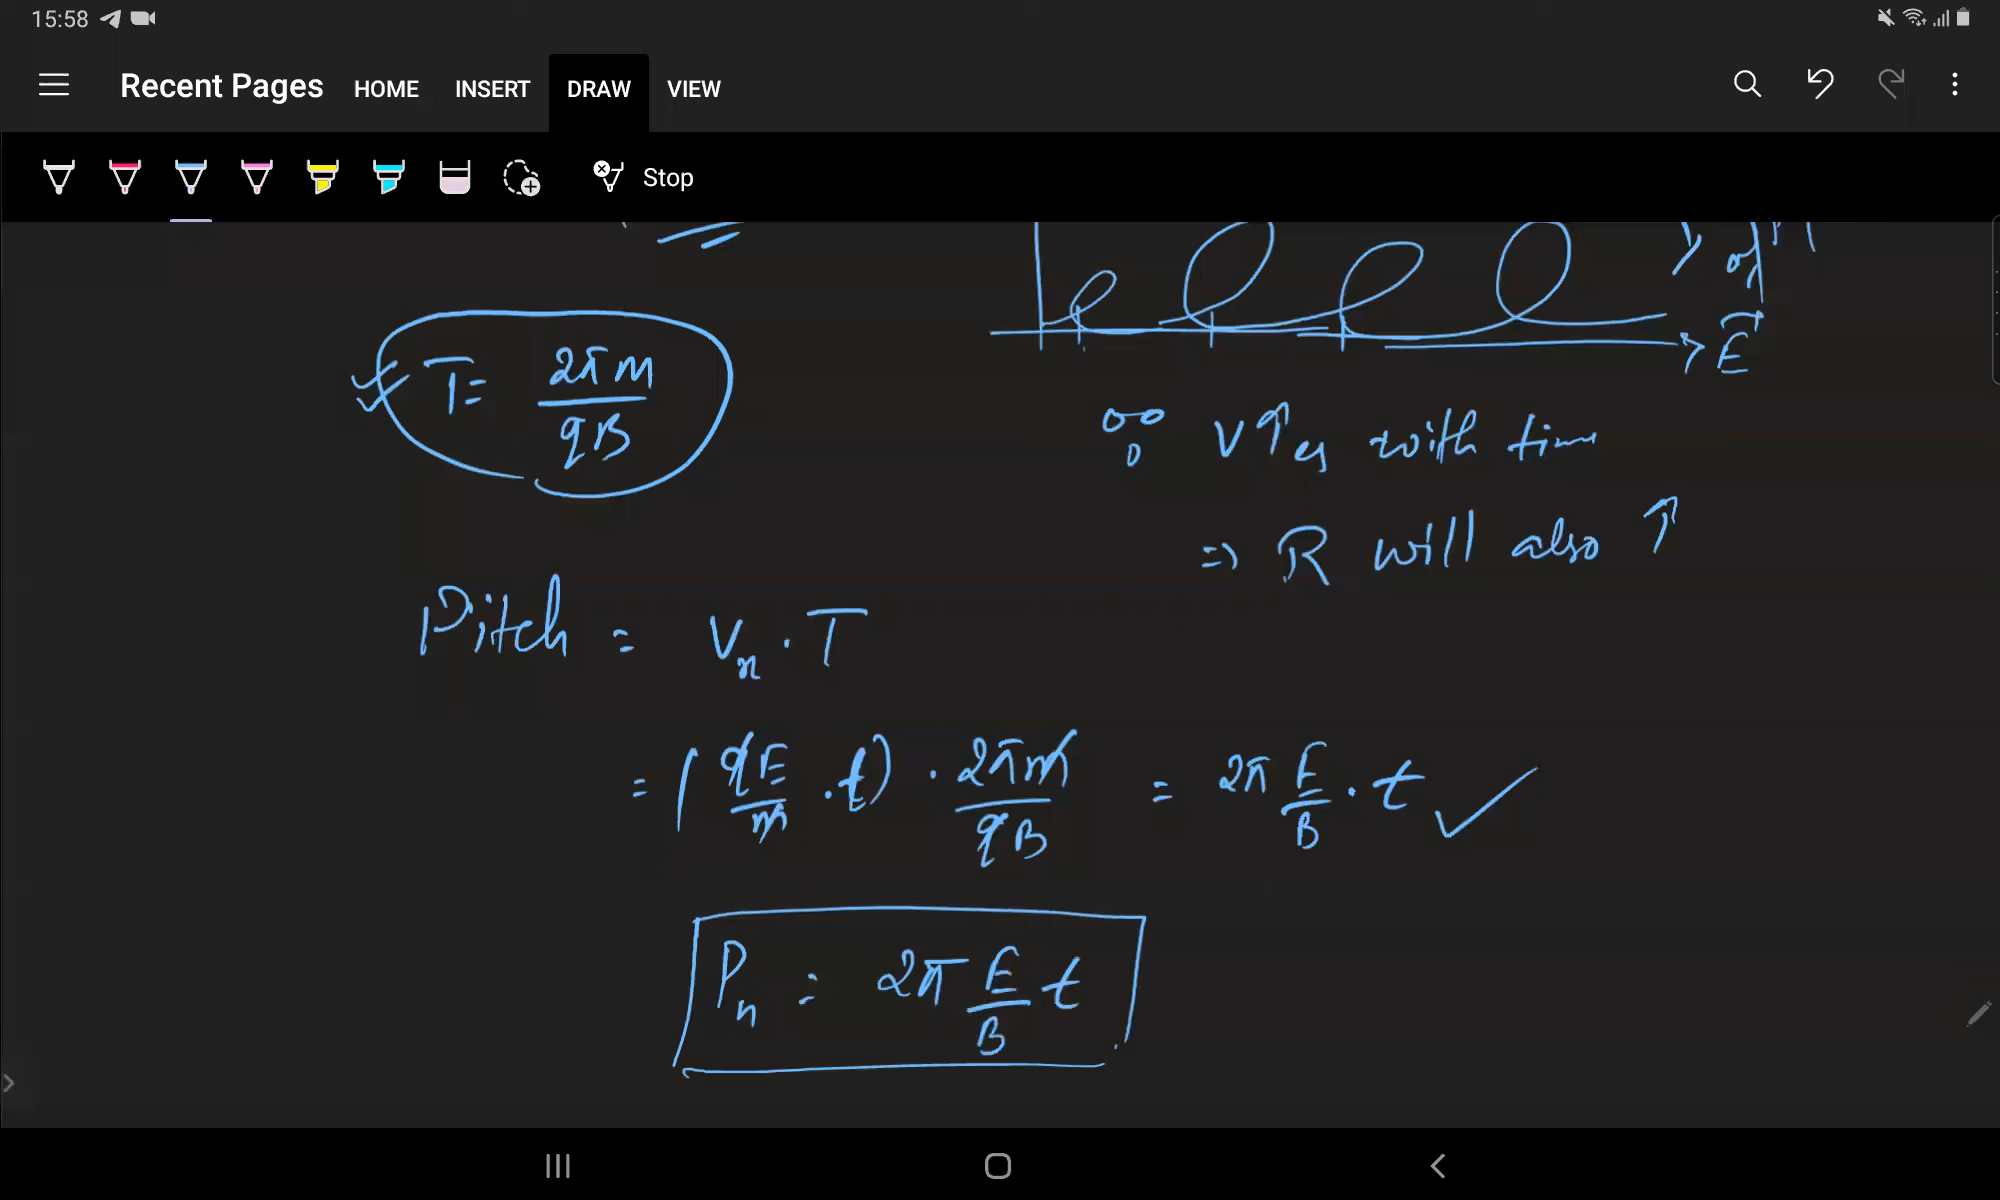 15:58
Recent Pages HOME INSERT DRAW VIEW
Stop
of
E⃗
T = 2πm / qB
∵ V↑es with time
⇒ R will also ↑
Pitch = Vx · T
= (qE/m · t) · 2πm/qB = 2π E/B · t ✓
Pn = 2π E/B t